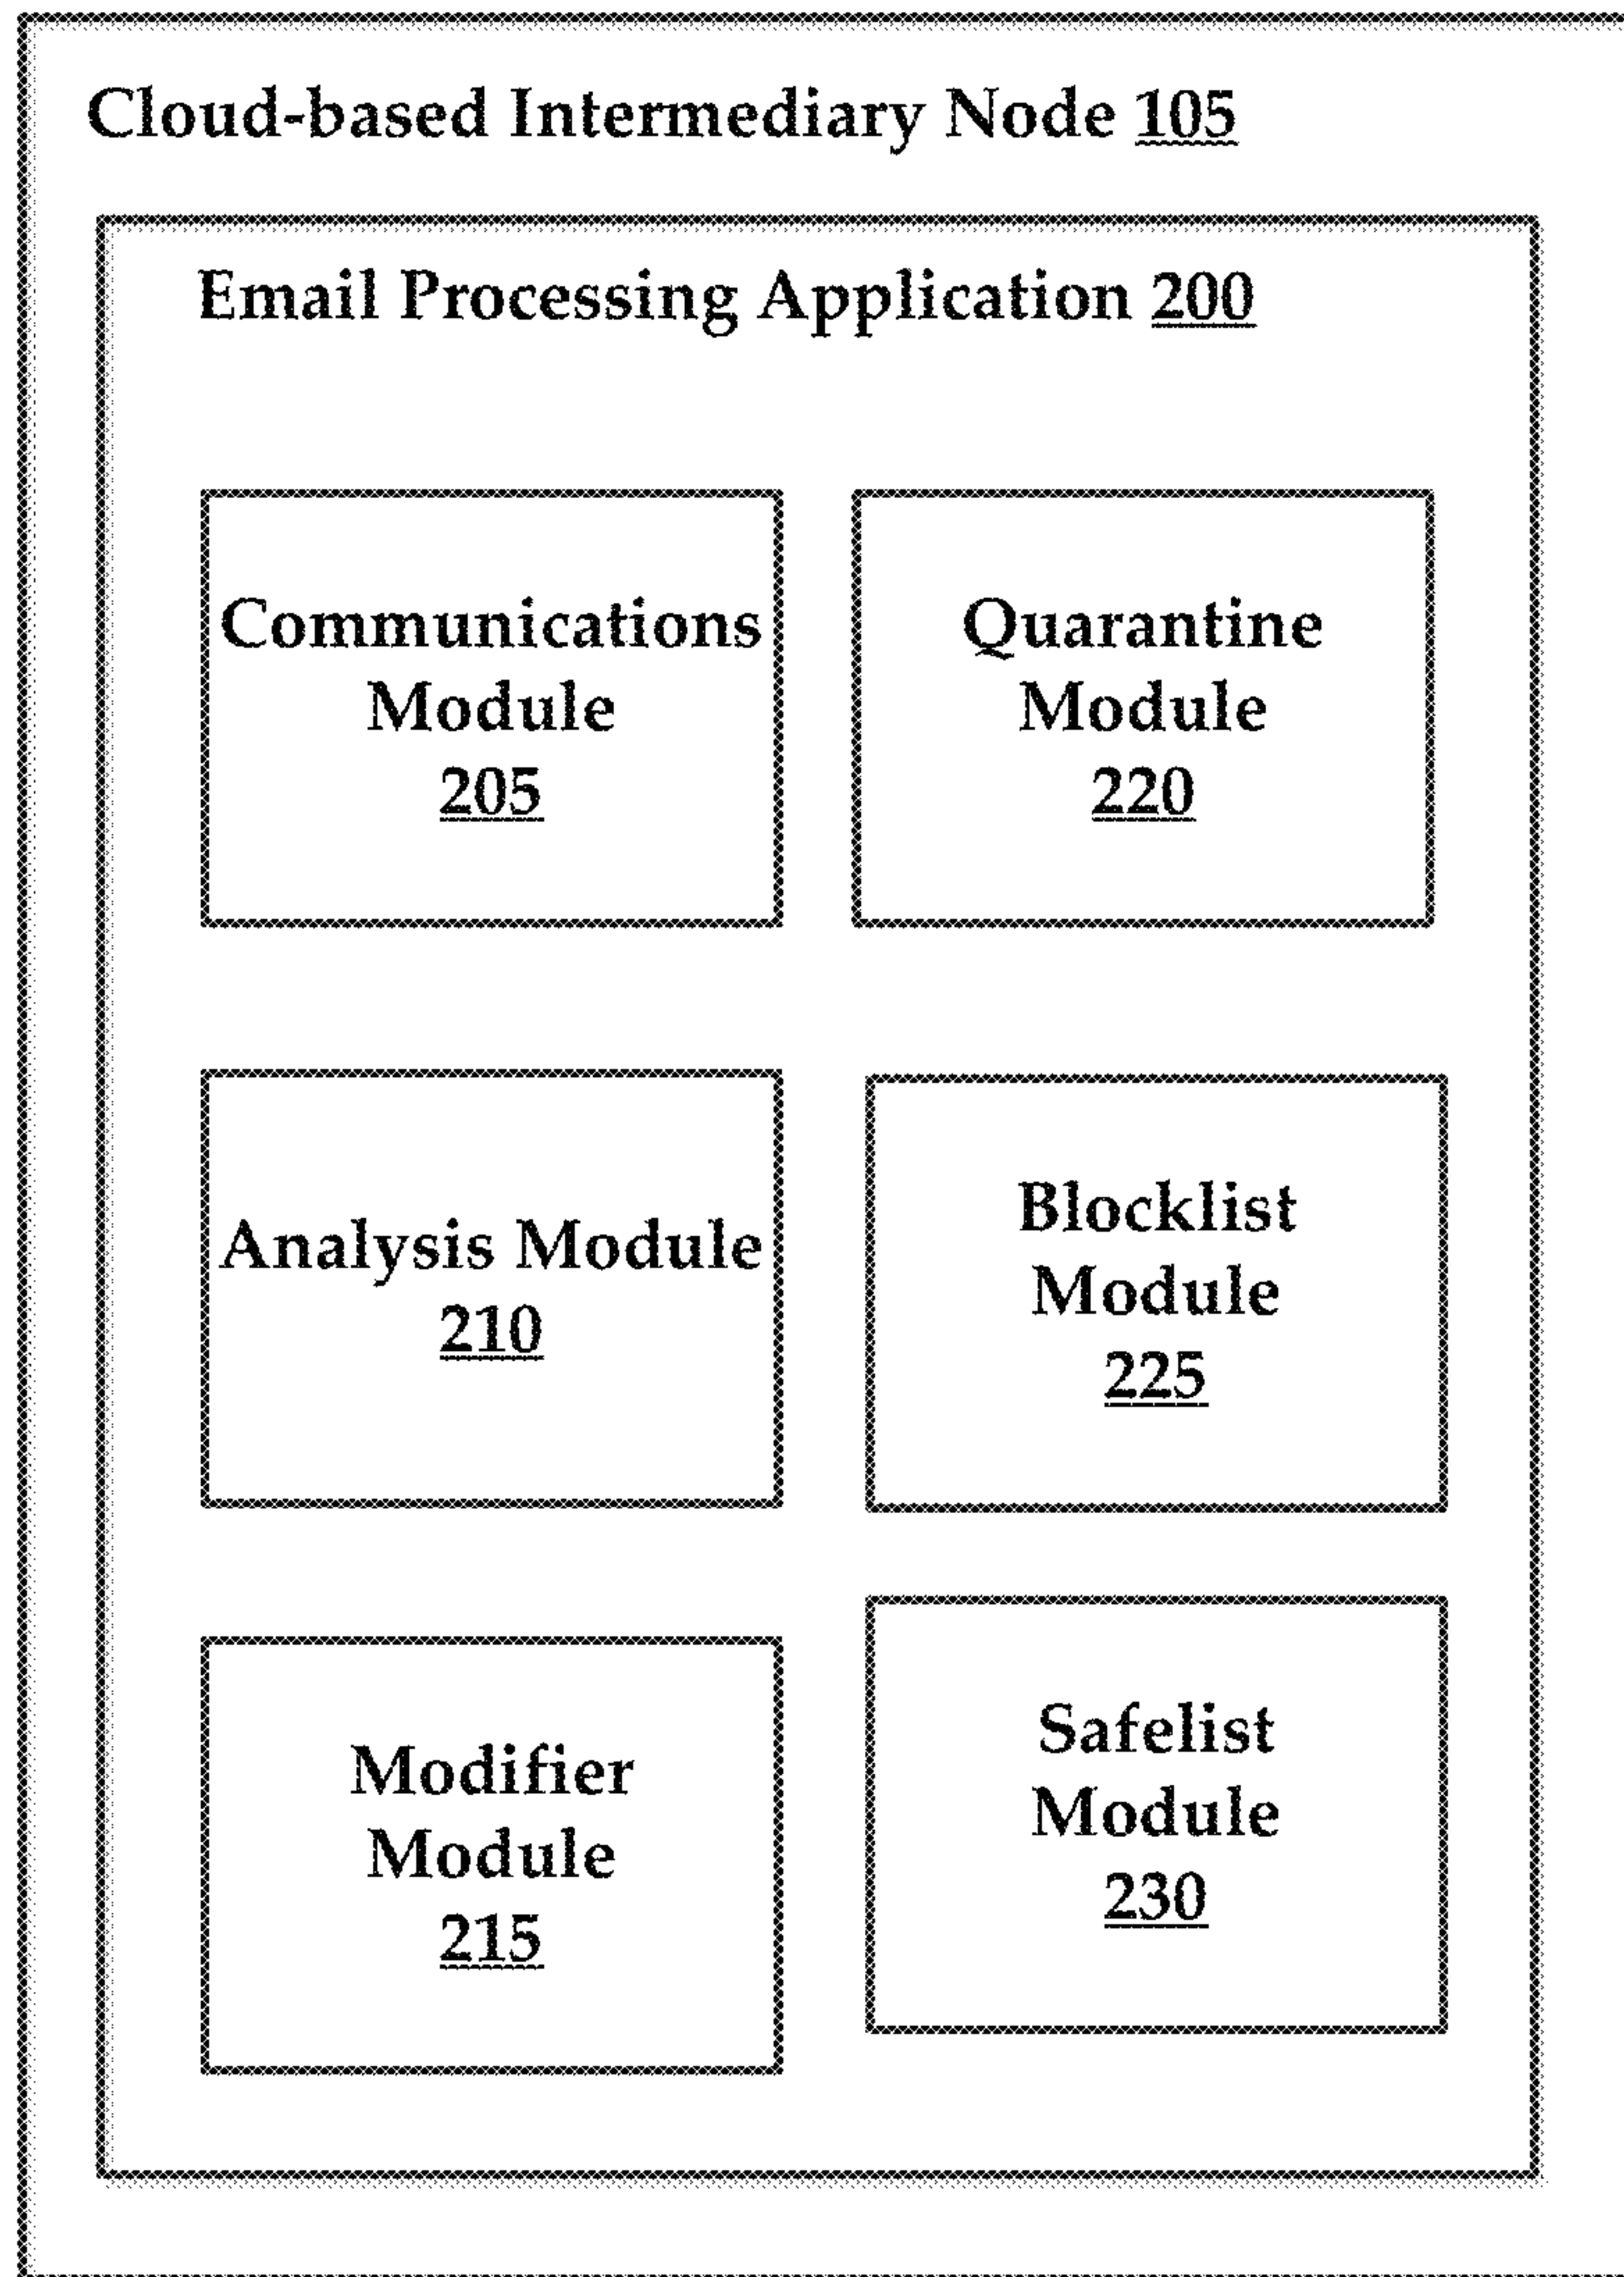 Cloud-based Intermediary Node 105
Email Processing Application 200
Communications
Module
205
Quarantine
Module
220
Analysis Module
210
Blocklist
Module
225
Modifier
Module
215
Safelist
Module
230